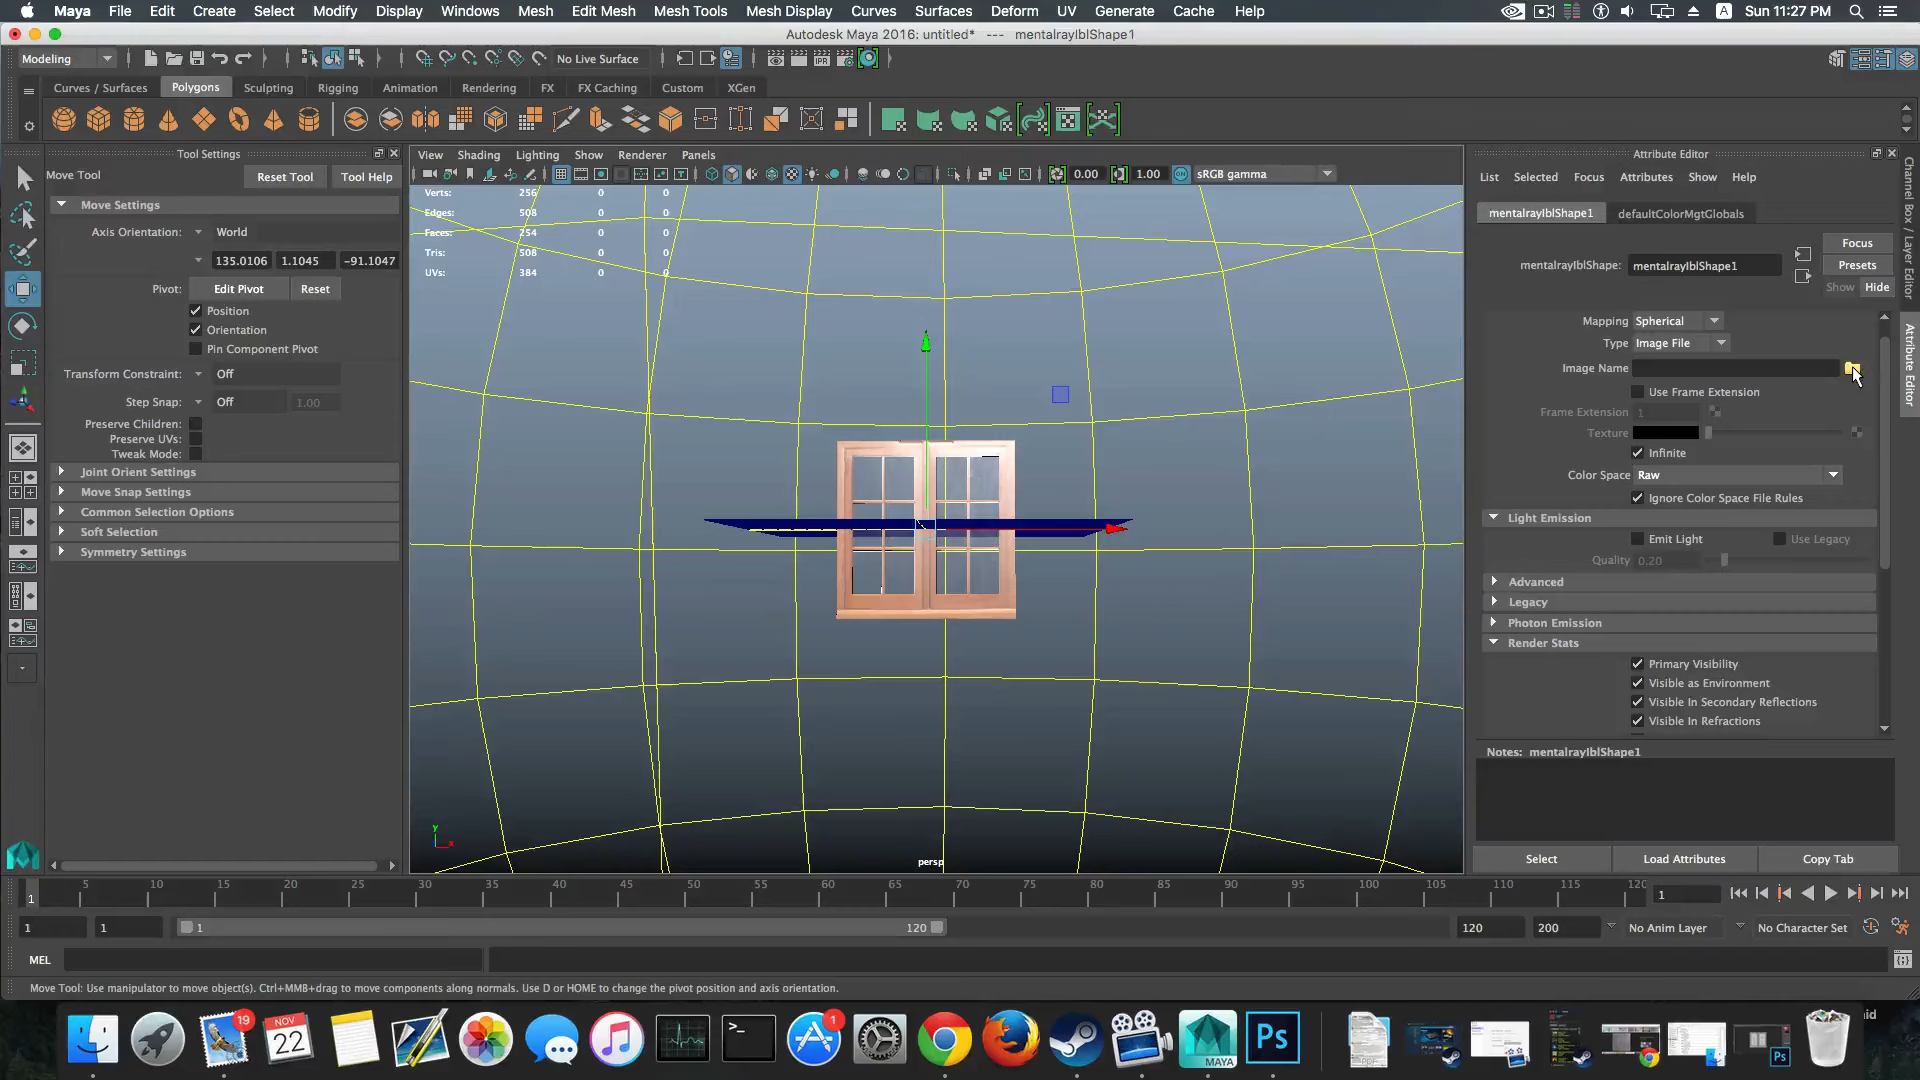 Maya File Edit Create Select Modify Display Windows Mesh Edit Mesh Mesh Tools Mesh Display Curves Surfaces Deform UV Generate Cache Help A Sun 11:27 PM
Autodesk Maya 2016: untitled* --- mentalrayIblShape1
Modeling No Live Surface IPR
Curves / Surfaces Polygons Sculpting Rigging Animation Rendering FX FX Caching Custom XGen
Tool Settings
Move Tool Reset Tool Tool Help
Move Settings
Axis Orientation: World
135.0106 1.1045 -91.1047
Pivot: Edit Pivot Reset
Position
Orientation
Pin Component Pivot
Transform Constraint: Off
Step Snap: Off 1.00
Preserve Children:
Preserve UVs:
Tweak Mode:
Joint Orient Settings
Move Snap Settings
Common Selection Options
Soft Selection
Symmetry Settings
View Shading Lighting Show Renderer Panels
0.00 1.00 ON sRGB gamma
Verts: 256 0 0
Edges: 508 0 0
Faces: 254 0 0
Tris: 508 0 0
UVs: 384 0 0
y
x
persp
Attribute Editor
List Selected Focus Attributes Show Help
mentalrayIblShape1 defaultColorMgtGlobals
Focus
mentalrayIblShape: mentalrayIblShape1 Presets
Show Hide
Mapping Spherical
Type Image File
Image Name
Use Frame Extension
Frame Extension 1
Texture
Infinite
Color Space Raw
Ignore Color Space File Rules
Light Emission
Emit Light Use Legacy
Quality 0.20
Advanced
Legacy
Photon Emission
Render Stats
Primary Visibility
Visible as Environment
Visible In Secondary Reflections
Visible In Refractions
Notes: mentalrayIblShape1
Select Load Attributes Copy Tab
Channel Box / Layer Editor
Attribute Editor
1 5 10 15 20 25 30 35 40 45 50 55 60 65 70 75 80 85 90 95 100 105 110 115 120 1
1 1 1 120 120 200 No Anim Layer No Character Set
MEL
Move Tool: Use manipulator to move object(s). Ctrl+MMB+drag to move components along normals. Use D or HOME to change the pivot position and axis orientation.
19 NOV 22 >_ 1 MAYA Ps PDF Ps